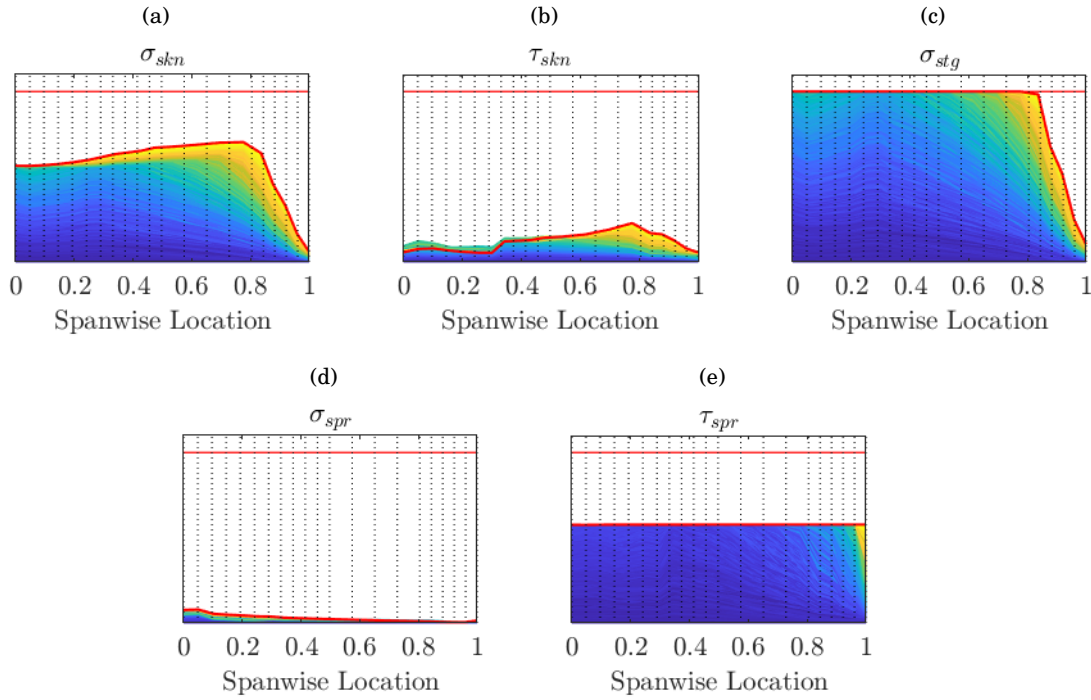 (a) (b) (c)
σ_skn τ_skn σ_stg
0 0.2 0.4 0.6 0.8 1 0 0.2 0.4 0.6 0.8 1 0 0.2 0.4 0.6 0.8 1
Spanwise Location Spanwise Location Spanwise Location
(d) (e)
σ_spr τ_spr
0 0.2 0.4 0.6 0.8 1 0 0.2 0.4 0.6 0.8 1
Spanwise Location Spanwise Location